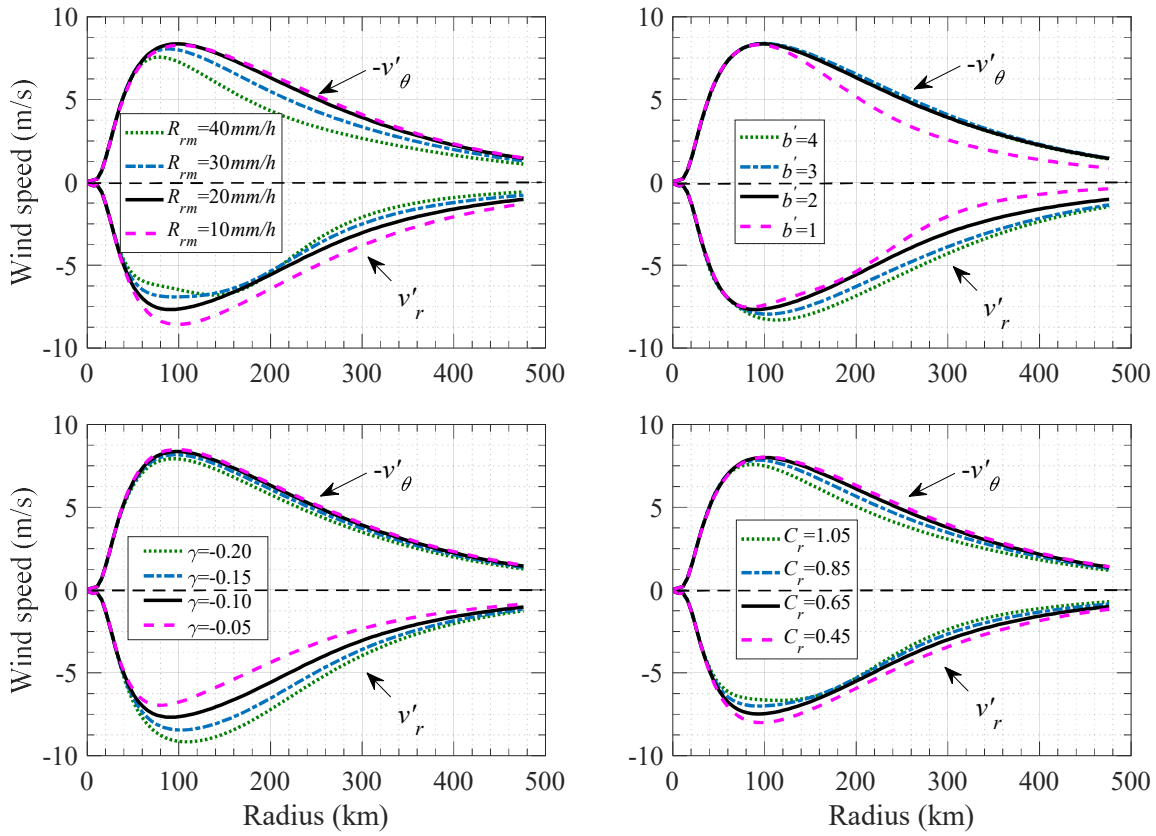 10
5
0
-5
-10
Wind speed (m/s)
-v′θ
Rrm=40mm/h
Rrm=30mm/h
Rrm=20mm/h
Rrm=10mm/h
v′r
0 100 200 300 400 500
10
5
0
-5
-10
Wind speed (m/s)
-v′θ
b′=4
b′=3
b′=2
b′=1
v′r
0 100 200 300 400 500
10
5
0
-5
-10
Wind speed (m/s)
-v′θ
γ=-0.20
γ=-0.15
γ=-0.10
γ=-0.05
v′r
0 100 200 300 400 500
Radius (km)
10
5
0
-5
-10
Wind speed (m/s)
-v′θ
Cr=1.05
Cr=0.85
Cr=0.65
Cr=0.45
v′r
0 100 200 300 400 500
Radius (km)